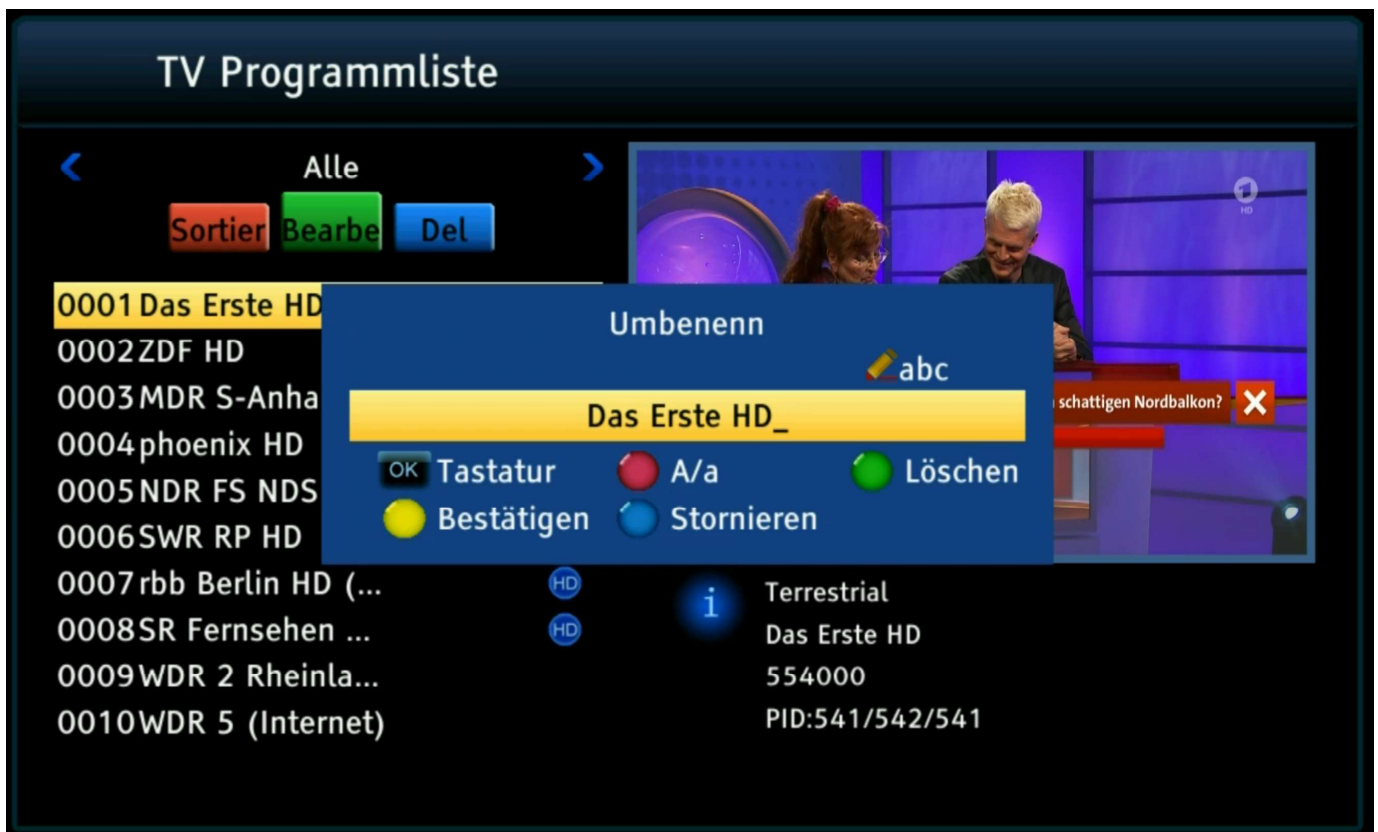 TV Programmliste
Alle
Sortier Bearbe Del
0001 Das Erste HD
0002 ZDF HD
0003 MDR S-Anha
0004 phoenix HD
0005 NDR FS NDS
0006 SWR RP HD
0007 rbb Berlin HD (... HD
0008 SR Fernsehen ... HD
0009 WDR 2 Rheinla...
0010 WDR 5 (Internet)
Umbenenn
abc
Das Erste HD_
OK Tastatur A/a Löschen
Bestätigen Stornieren
1
HD
schattigen Nordbalkon?
i
Terrestrial
Das Erste HD
554000
PID:541/542/541